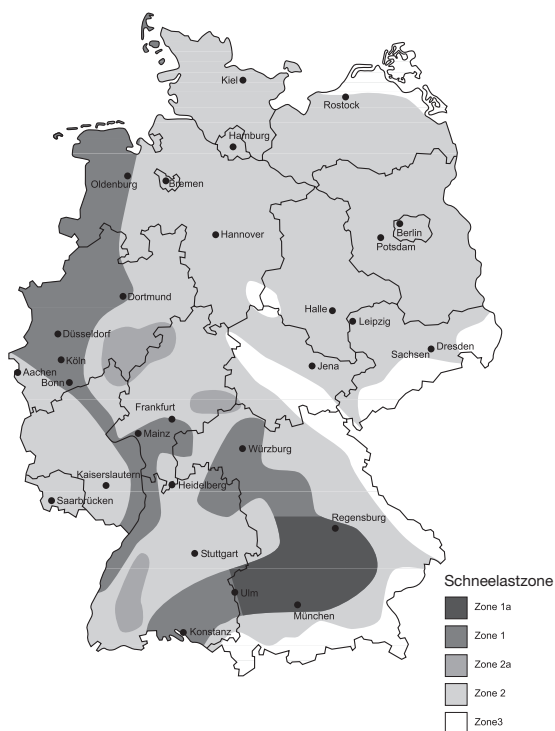 Kiel
Rostock
Hamburg
Oldenburg
Bremen
Hannover
Berlin
Potsdam
Dortmund
Halle
Leipzig
Düsseldorf
Dresden
Sachsen
Köln
Jena
Aachen
Bonn
Frankfurt
Mainz
Würzburg
Kaiserslautern
Heidelberg
Saarbrücken
Regensburg
Stuttgart
Ulm
München
Konstanz
Schneelastzone
Zone 1a
Zone 1
Zone 2a
Zone 2
Zone3